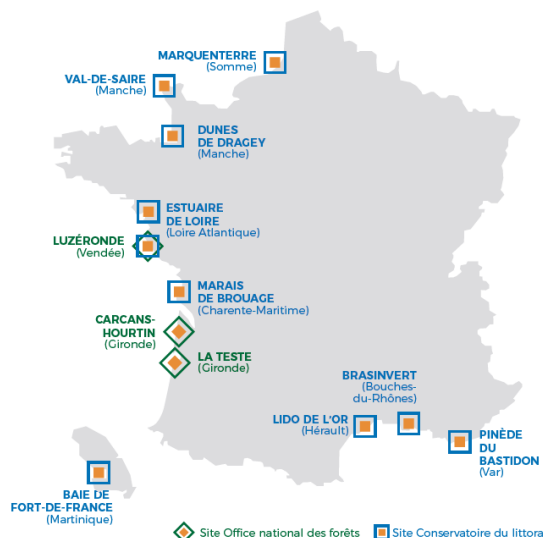 MARQUENTERRE
(Somme)
VAL-DE-SAIRE
(Manche)
DUNES
DE DRAGEY
(Manche)
ESTUAIRE
DE LOIRE
(Loire Atlantique)
LUZÉRONDE
(Vendée)
MARAIS
DE BROUAGE
(Charente-Maritime)
CARCANS-
HOURTIN
(Gironde)
LA TESTE
(Gironde)
BRASINVERT
(Bouches-
du-Rhônes)
LIDO DE L'OR
(Hérault)
PINÈDE
DU
BASTIDON
(Var)
BAIE DE
FORT-DE-FRANCE
(Martinique)
Site Office national des forêts
Site Conservatoire du littora